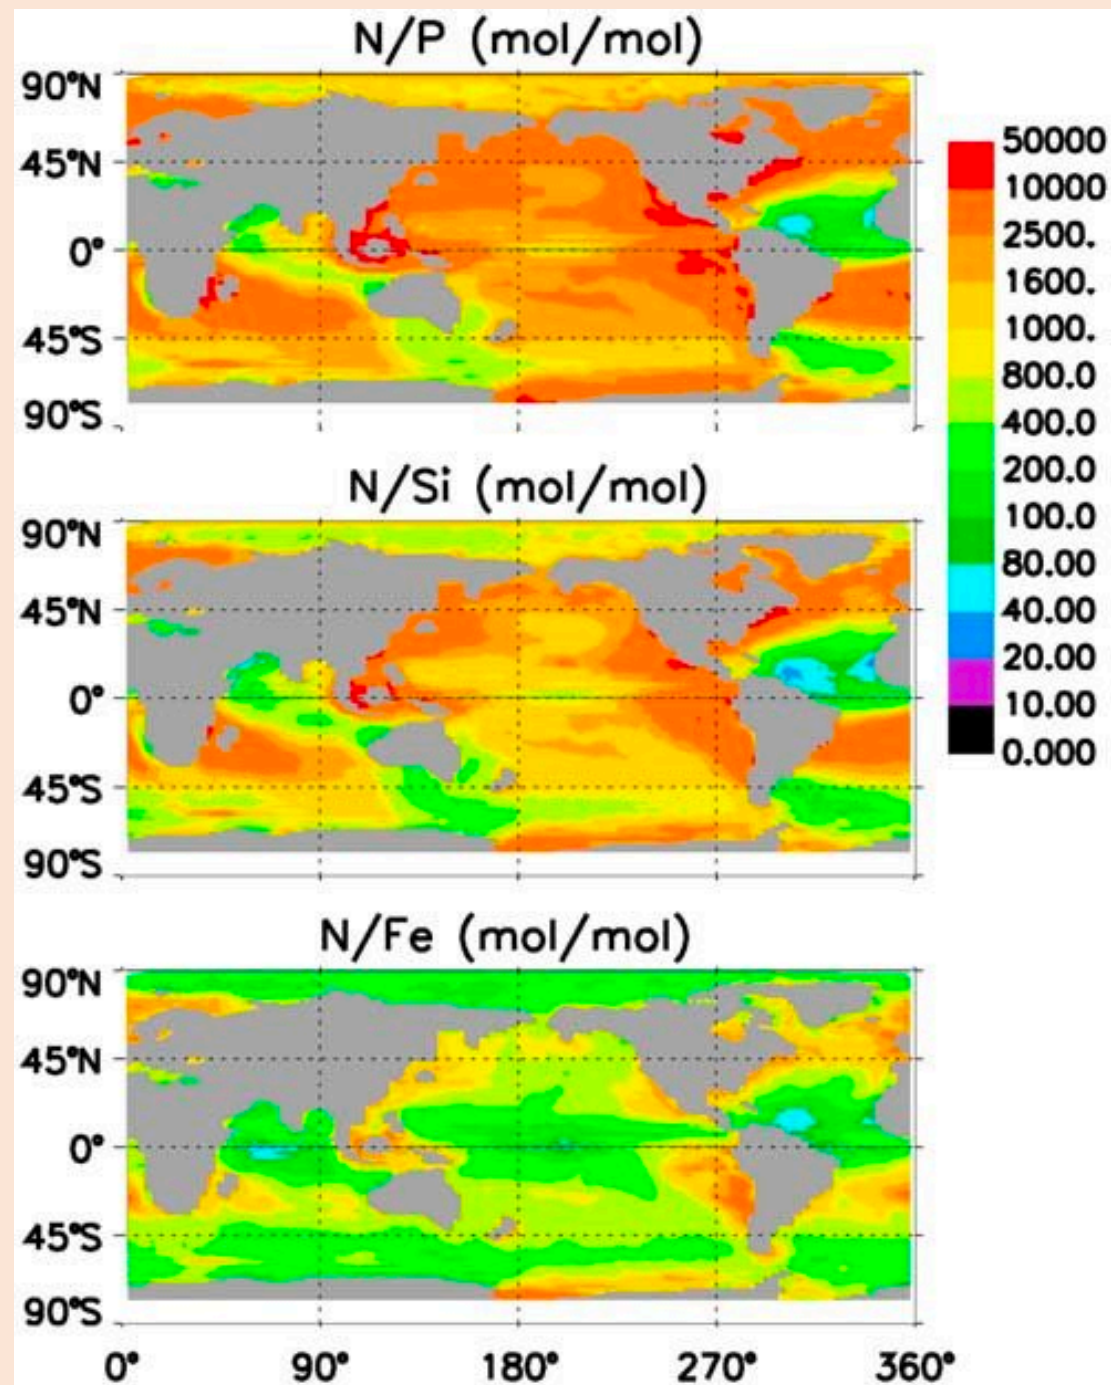 N/P (mol/mol)
90°N
45°N
0°
45°S
90°S
50000
10000
2500.
1600.
1000.
800.0
400.0
200.0
100.0
80.00
40.00
20.00
10.00
0.000
N/Si (mol/mol)
90°N
45°N
0°
45°S
90°S
N/Fe (mol/mol)
90°N
45°N
0°
45°S
90°S
0° 90° 180° 270° 360°